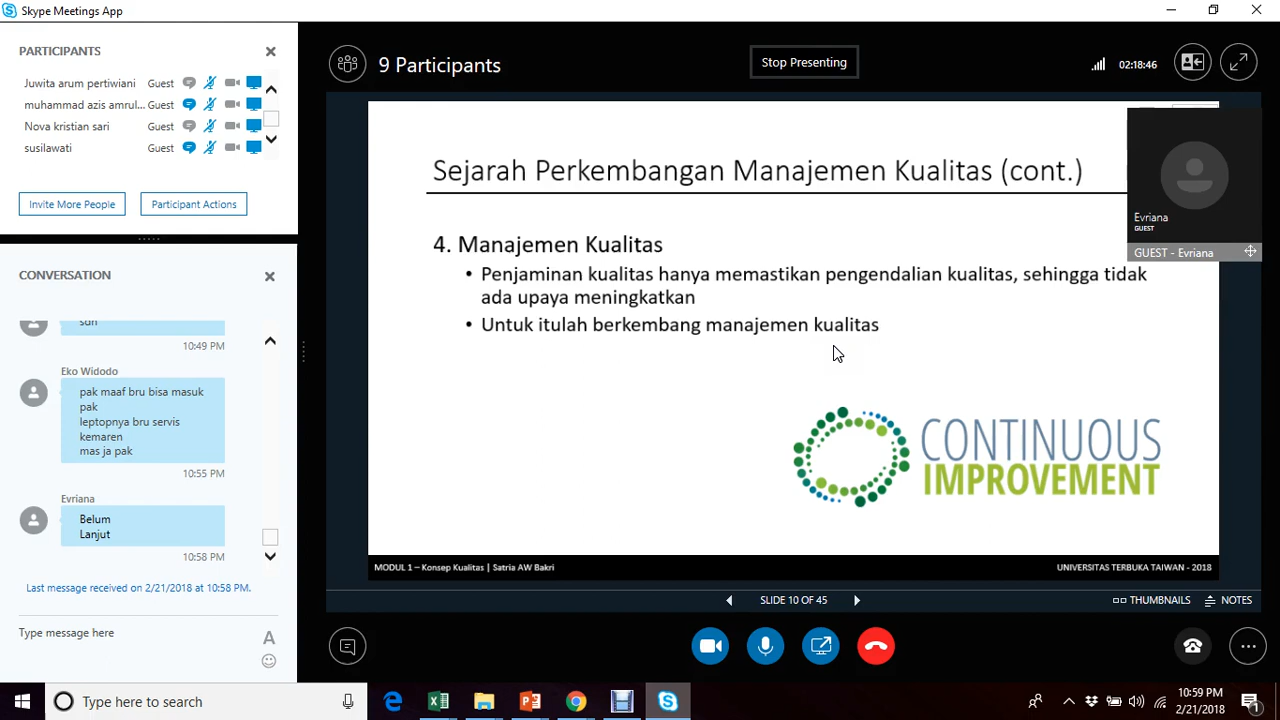 Skype Meetings App
PARTICIPANTS
Juwita arum pertiwiani Guest
muhammad azis amrul... Guest
Nova kristian sari Guest
susilawati Guest
Invite More People Participant Actions
CONVERSATION
10:49 PM
Eko Widodo
pak maaf bru bisa masuk
pak
leptopnya bru servis
kemaren
mas ja pak
10:55 PM
Evriana
Belum
Lanjut
10:58 PM
Last message received on 2/21/2018 at 10:58 PM.
Type message here
A
9 Participants
Stop Presenting
02:18:46
Sejarah Perkembangan Manajemen Kualitas (cont.)
4. Manajemen Kualitas
• Penjaminan kualitas hanya memastikan pengendalian kualitas, sehingga tidak
ada upaya meningkatkan
• Untuk itulah berkembang manajemen kualitas
CONTINUOUS
IMPROVEMENT
MODUL 1 – Konsep Kualitas | Satria AW Bakri
UNIVERSITAS TERBUKA TAIWAN - 2018
Evriana
GUEST
GUEST - Evriana
SLIDE 10 OF 45
THUMBNAILS
NOTES
Type here to search
10:59 PM
2/21/2018
1